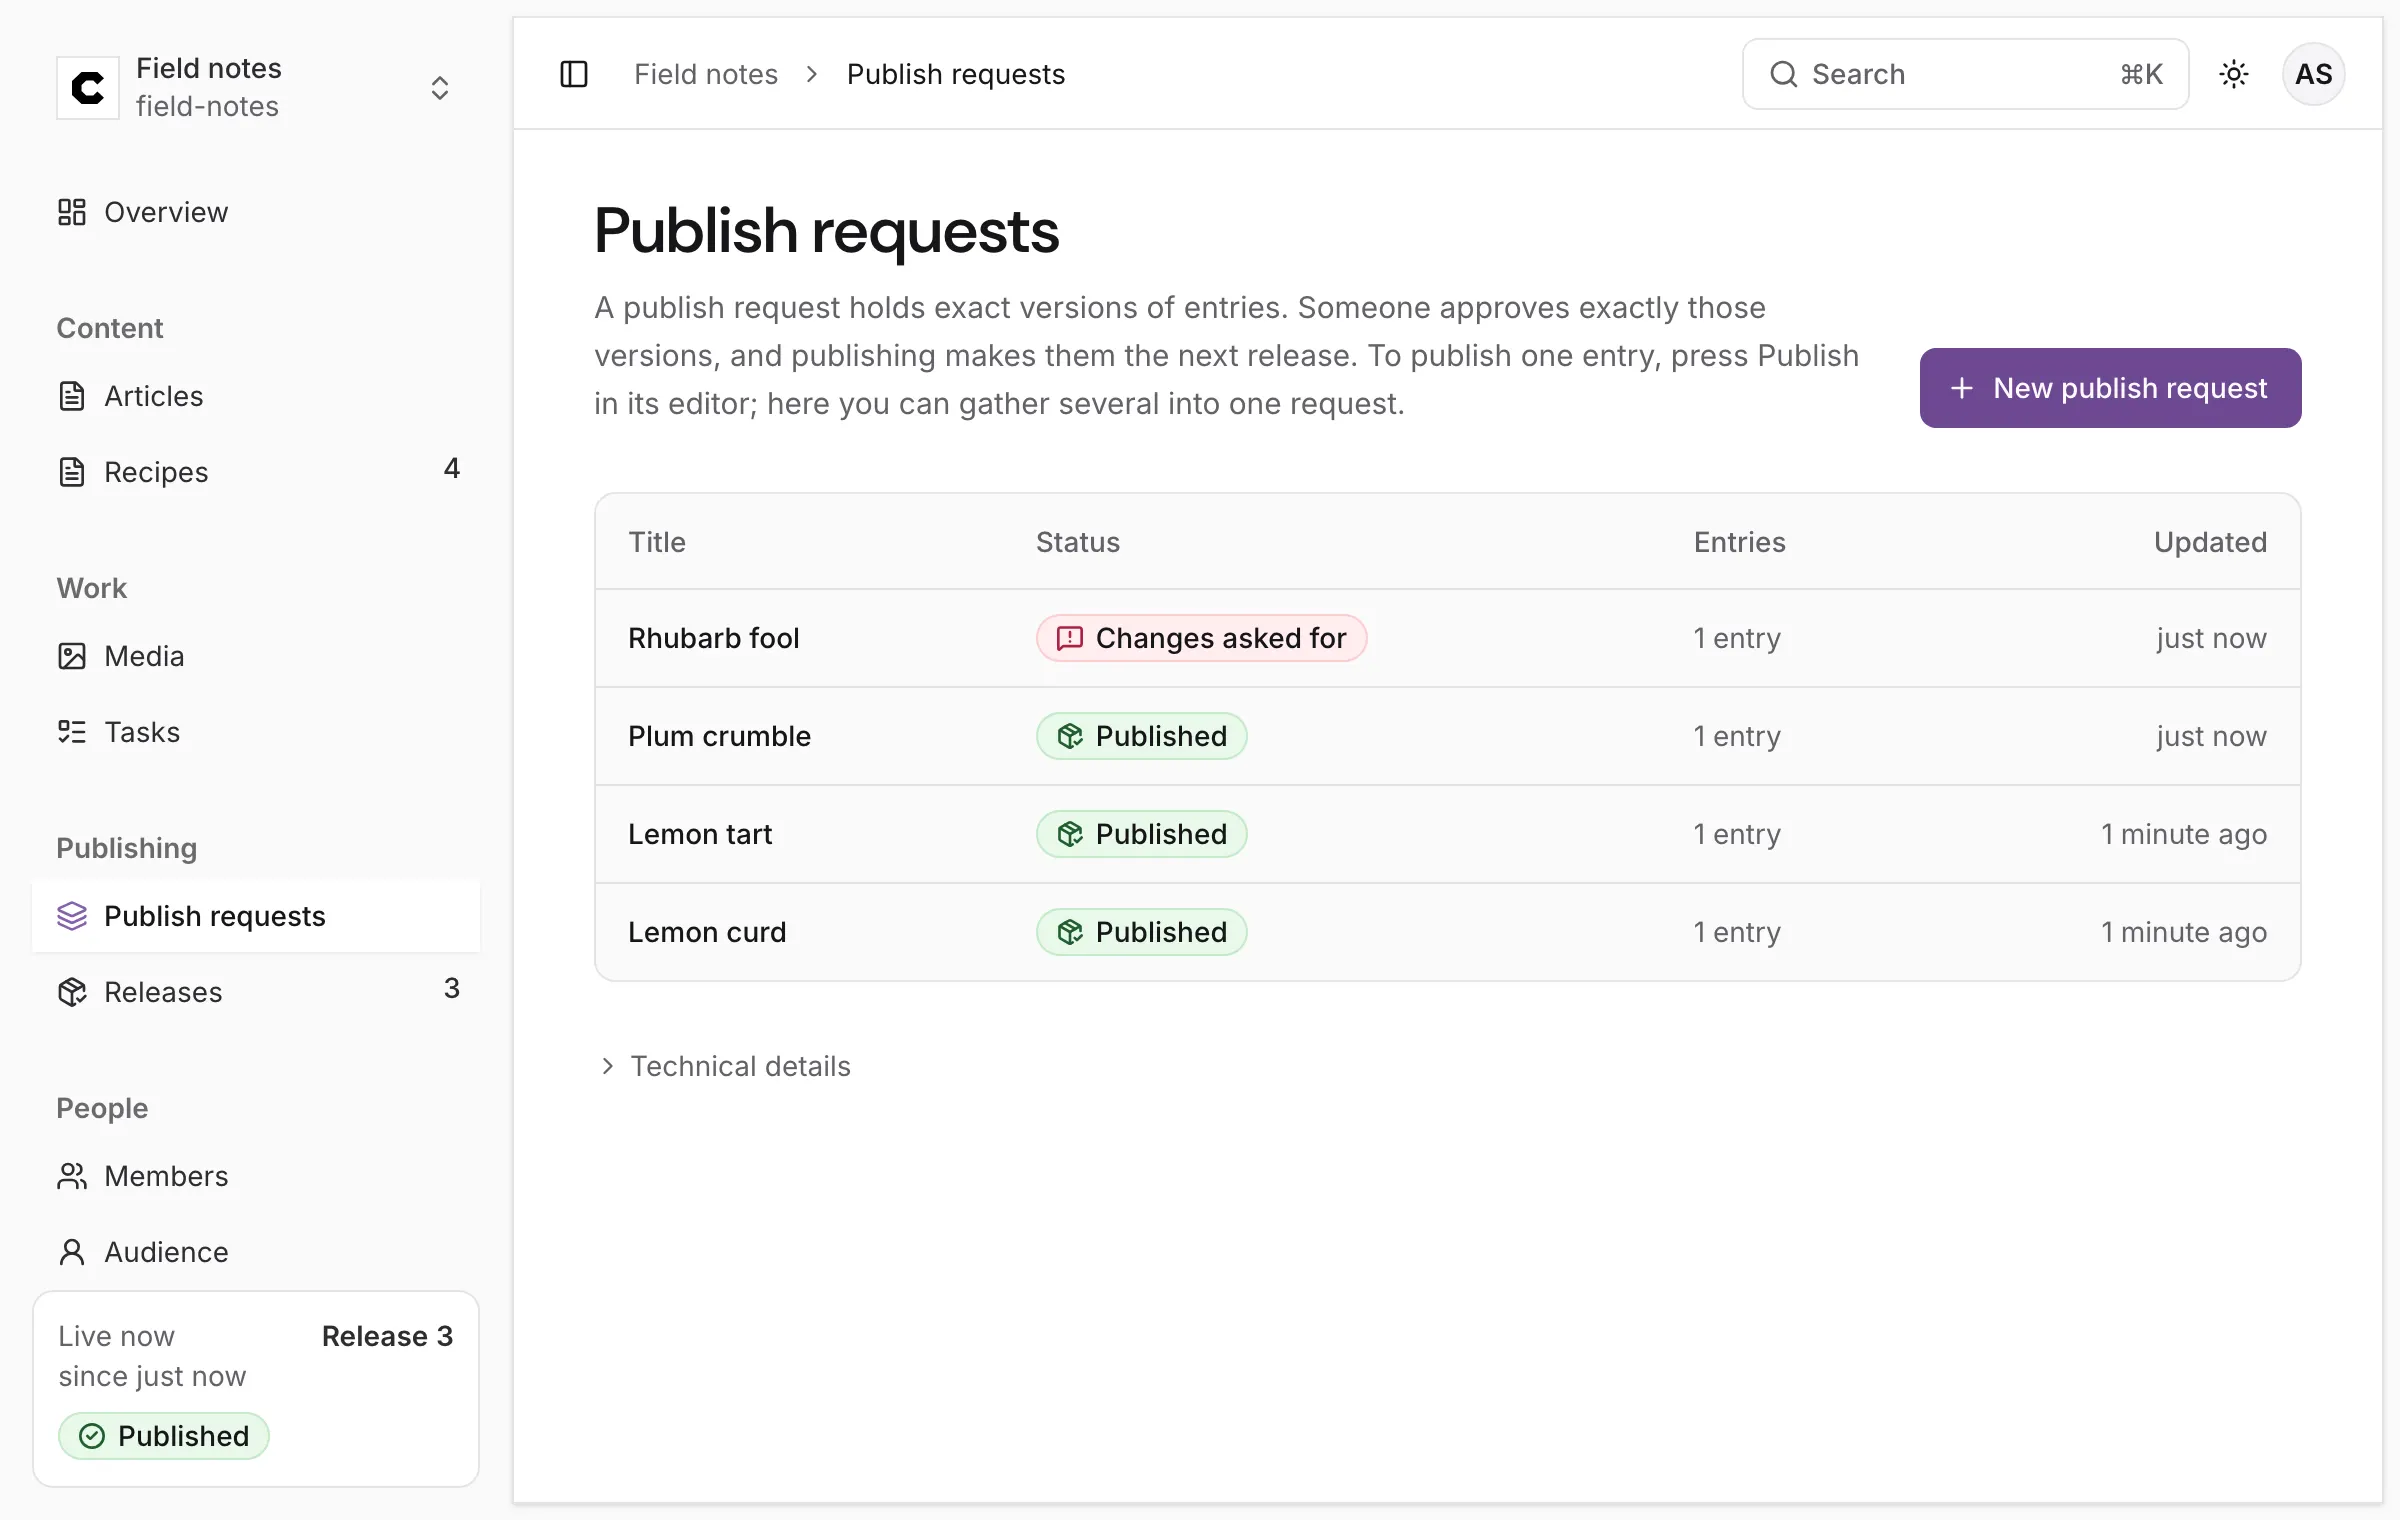 Field notes
field-notes
Overview
Content
Articles
Recipes 4
Work
Media
Tasks
Publishing
Publish requests
Releases 3
People
Members
Audience
Live now Release 3
since just now
Published
Field notes > Publish requests
Search ⌘K
AS
Publish requests
A publish request holds exact versions of entries. Someone approves exactly those
versions, and publishing makes them the next release. To publish one entry, press Publish
in its editor; here you can gather several into one request.
+ New publish request
Title Status Entries Updated
Rhubarb fool Changes asked for 1 entry just now
Plum crumble Published 1 entry just now
Lemon tart Published 1 entry 1 minute ago
Lemon curd Published 1 entry 1 minute ago
Technical details